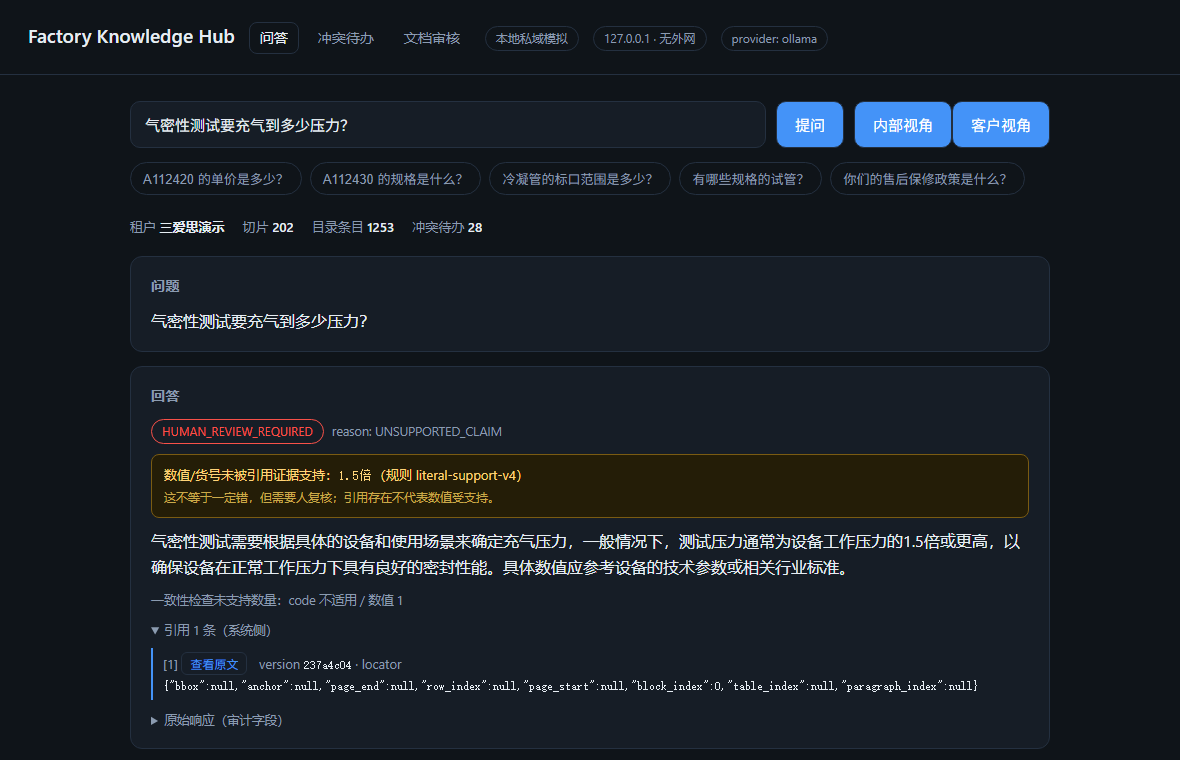 Factory Knowledge Hub 问答 冲突待办 文档审核 本地私域模拟 127.0.0.1 · 无外网 provider: ollama
气密性测试要充气到多少压力? 提问 内部视角 客户视角
A112420 的单价是多少? A112430 的规格是什么? 冷凝管的标口范围是多少? 有哪些规格的试管? 你们的售后保修政策是什么?
租户 三爱思演示 切片 202 目录条目 1253 冲突待办 28
问题
气密性测试要充气到多少压力?
回答
HUMAN_REVIEW_REQUIRED reason: UNSUPPORTED_CLAIM
数值/货号未被引用证据支持: 1.5倍 (规则 literal-support-v4)
这不等于一定错，但需要人复核；引用存在不代表数值受支持。
气密性测试需要根据具体的设备和使用场景来确定充气压力，一般情况下，测试压力通常为设备工作压力的1.5倍或更高，以
确保设备在正常工作压力下具有良好的密封性能。具体数值应参考设备的技术参数或相关行业标准。
一致性检查未支持数量: code 不适用 / 数值 1
▼ 引用 1 条 (系统侧)
[1] 查看原文 version 237a4c04 · locator
{"bbox":null,"anchor":null,"page_end":null,"row_index":null,"page_start":null,"block_index":0,"table_index":null,"paragraph_index":null}
▶ 原始响应 (审计字段)